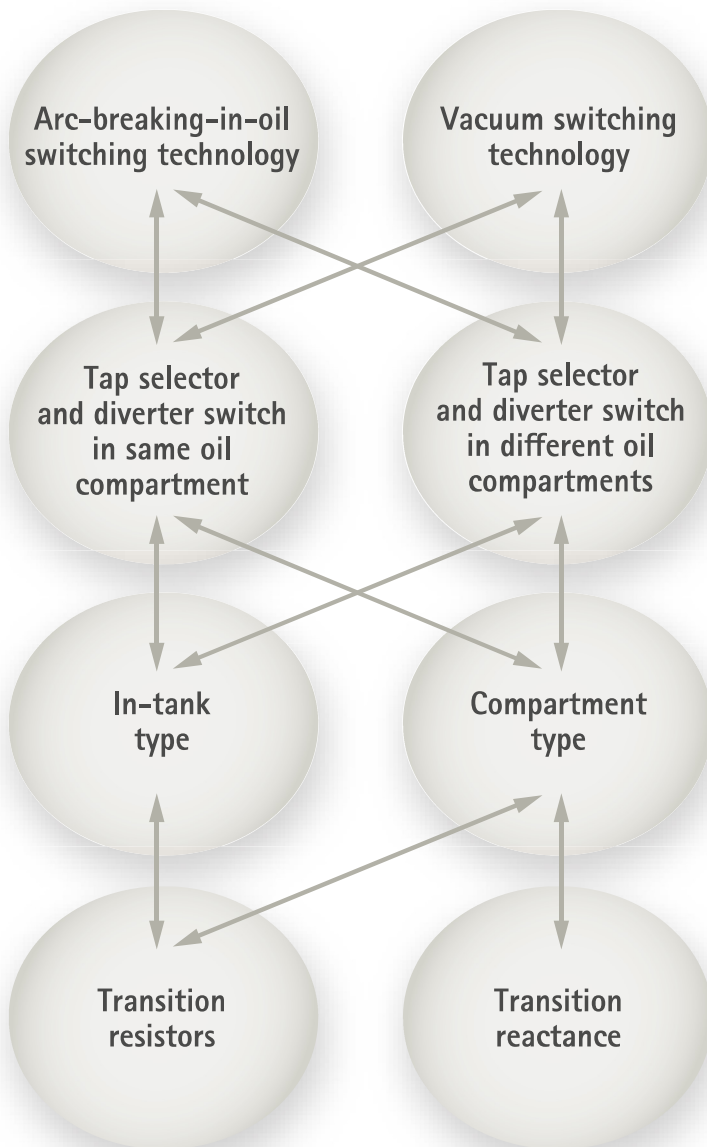 Arc-breaking-in-oil
switching technology
Vacuum switching
technology
Tap selector
and diverter switch
in same oil
compartment
Tap selector
and diverter switch
in different oil
compartments
In-tank
type
Compartment
type
Transition
resistors
Transition
reactance